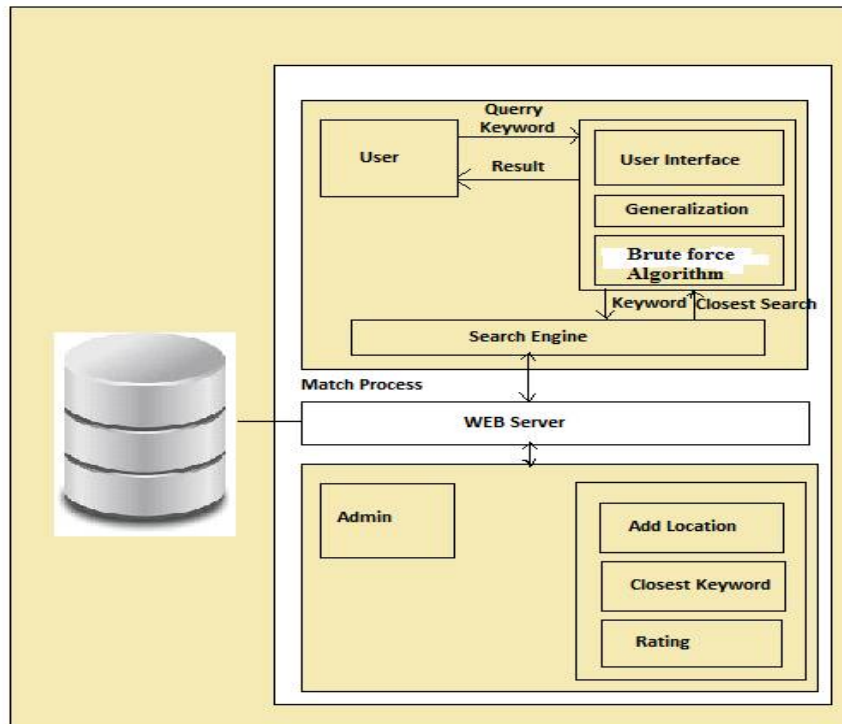 Querry
Keyword
User
Result
User Interface
Generalization
Brute force
Algorithm
Keyword
Closest Search
Search Engine
Match Process
WEB Server
Admin
Add Location
Closest Keyword
Rating